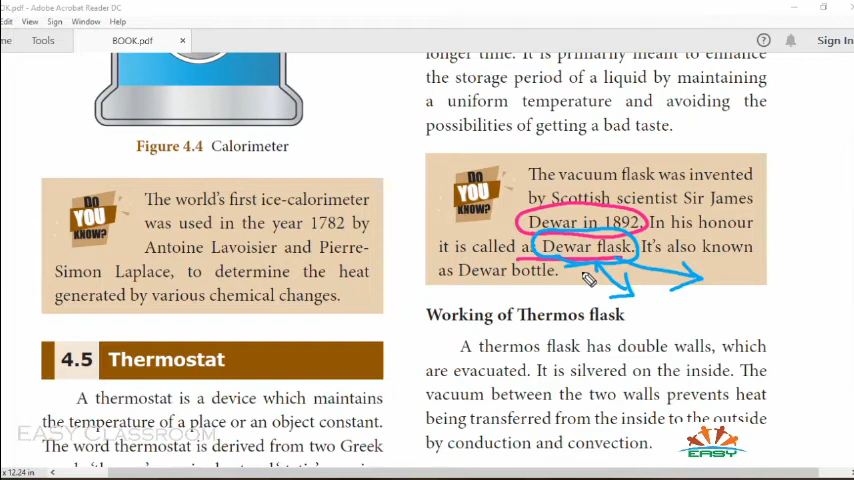 OK.pdf - Adobe Acrobat Reader DC
Edit View Sign Window Help
me Tools BOOK.pdf × Sign In
Figure 4.4 Calorimeter
DO YOU KNOW?
The world's first ice-calorimeter
was used in the year 1782 by
Antoine Lavoisier and Pierre-
Simon Laplace, to determine the heat
generated by various chemical changes.
4.5 Thermostat
A thermostat is a device which maintains
the temperature of a place or an object constant.
The word thermostat is derived from two Greek
longer time. It is primarily meant to enhance
the storage period of a liquid by maintaining
a uniform temperature and avoiding the
possibilities of getting a bad taste.
DO YOU KNOW?
The vacuum flask was invented
by Scottish scientist Sir James
Dewar in 1892. In his honour
it is called as Dewar flask. It's also known
as Dewar bottle.
Working of Thermos flask
A thermos flask has double walls, which
are evacuated. It is silvered on the inside. The
vacuum between the two walls prevents heat
being transferred from the inside to the outside
by conduction and convection.
EASY CLASSROOM
EASY
x 12.24 in